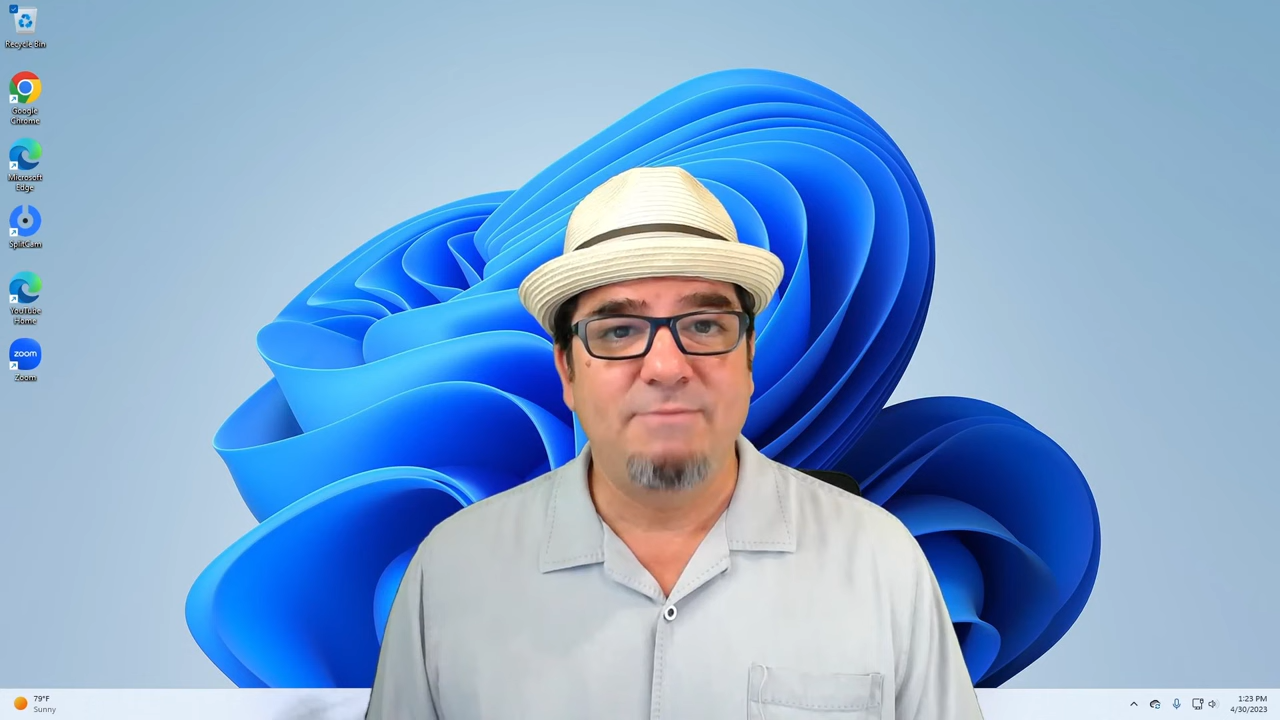 Recycle Bin
Google
Chrome
Microsoft
Edge
SplitCam
YouTube
Home
zoom
Zoom
79°F
Sunny
1:23 PM
4/30/2023